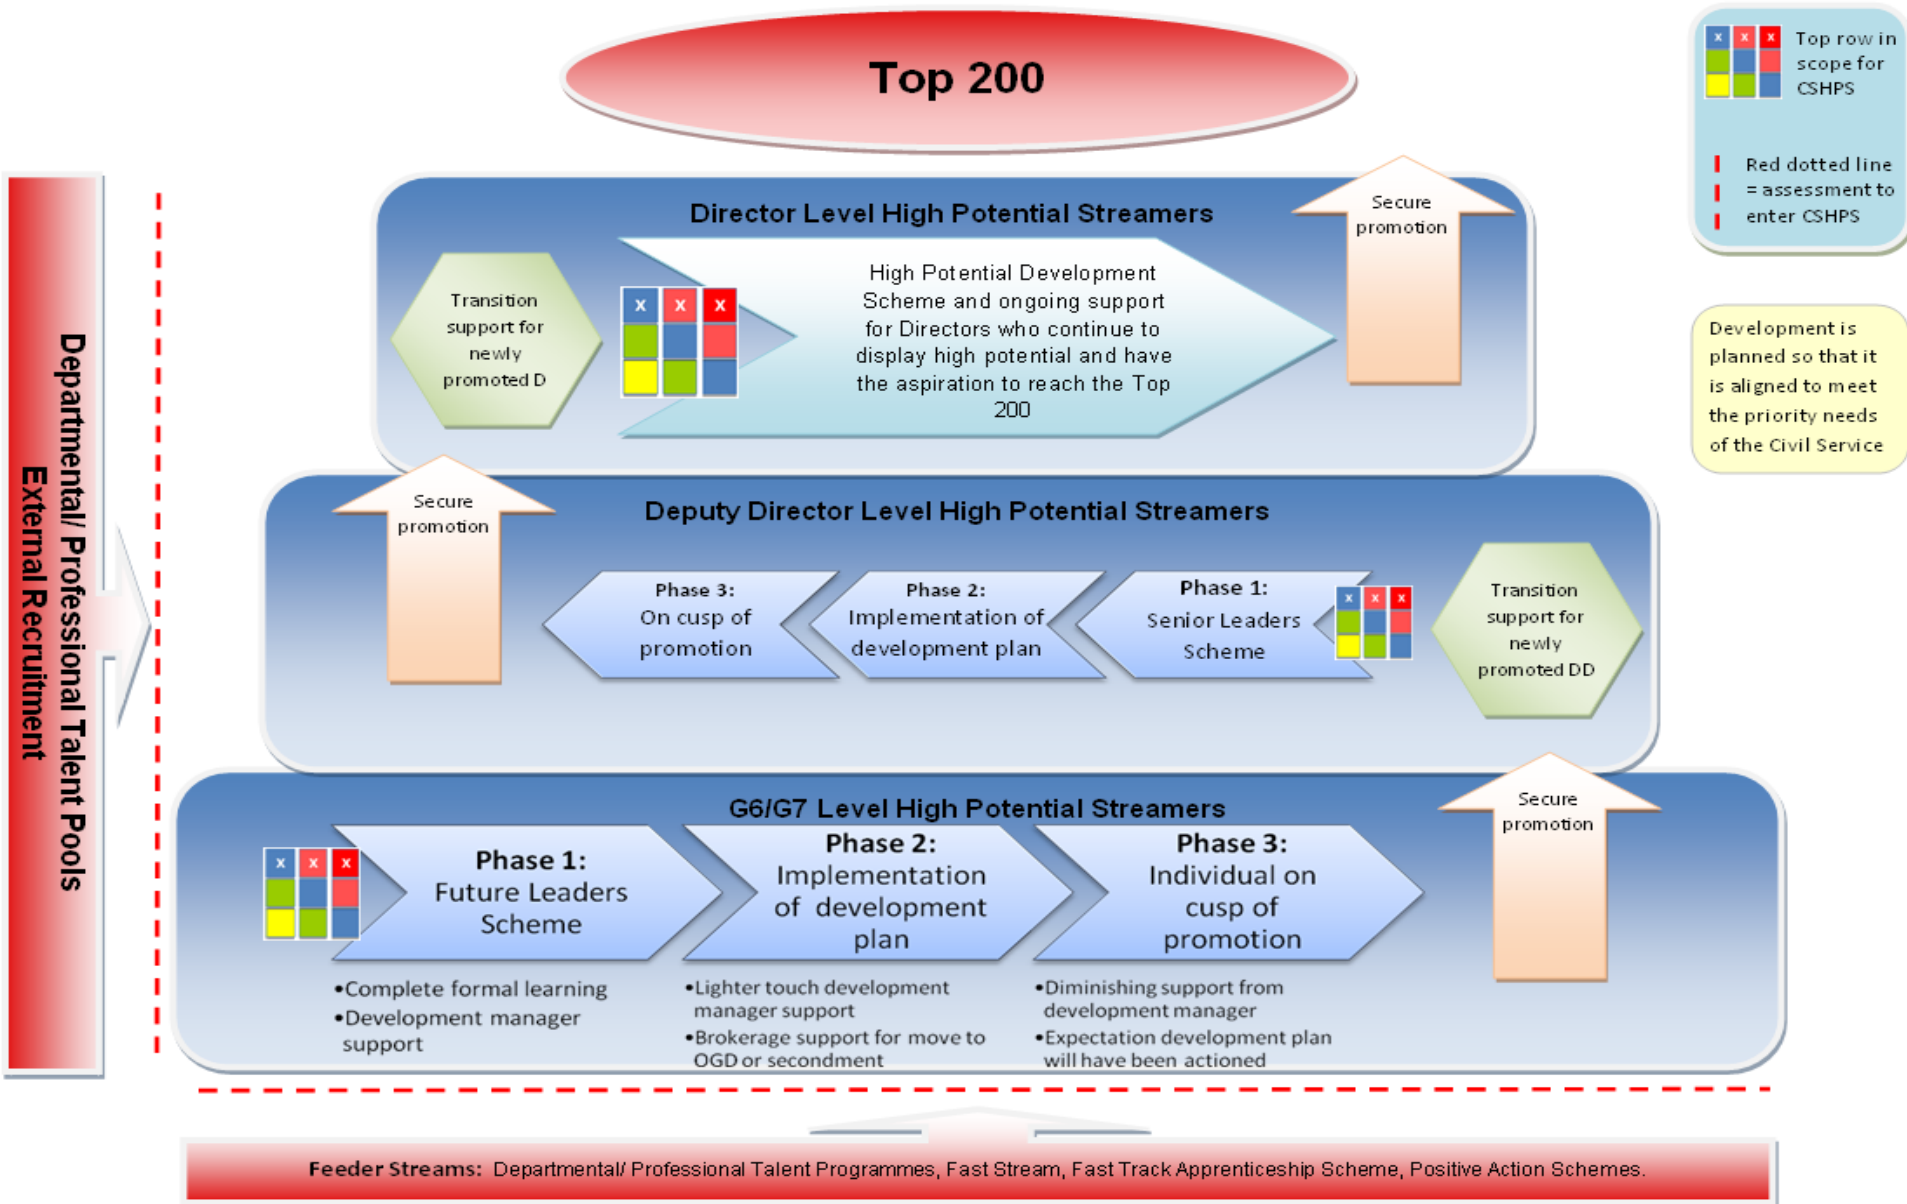 Top 200
x x x
Top row in
scope for
CSHPS
Red dotted line
= assessment to
enter CSHPS
Development is
planned so that it
is aligned to meet
the priority needs
of the Civil Service
Departmental/ Professional Talent Pools
External Recruitment
Director Level High Potential Streamers
Transition
support for
newly
promoted D
x x x
High Potential Development
Scheme and ongoing support
for Directors who continue to
display high potential and have
the aspiration to reach the Top
200
Secure
promotion
Deputy Director Level High Potential Streamers
Secure
promotion
Phase 3:
On cusp of
promotion
Phase 2:
Implementation of
development plan
Phase 1:
Senior Leaders
Scheme
x x x
Transition
support for
newly
promoted DD
G6/G7 Level High Potential Streamers
x x x
Phase 1:
Future Leaders
Scheme
•Complete formal learning
•Development manager
support
Phase 2:
Implementation
of development
plan
•Lighter touch development
manager support
•Brokerage support for move to
OGD or secondment
Phase 3:
Individual on
cusp of
promotion
•Diminishing support from
development manager
•Expectation development plan
will have been actioned
Secure
promotion
Feeder Streams: Departmental/ Professional Talent Programmes, Fast Stream, Fast Track Apprenticeship Scheme, Positive Action Schemes.